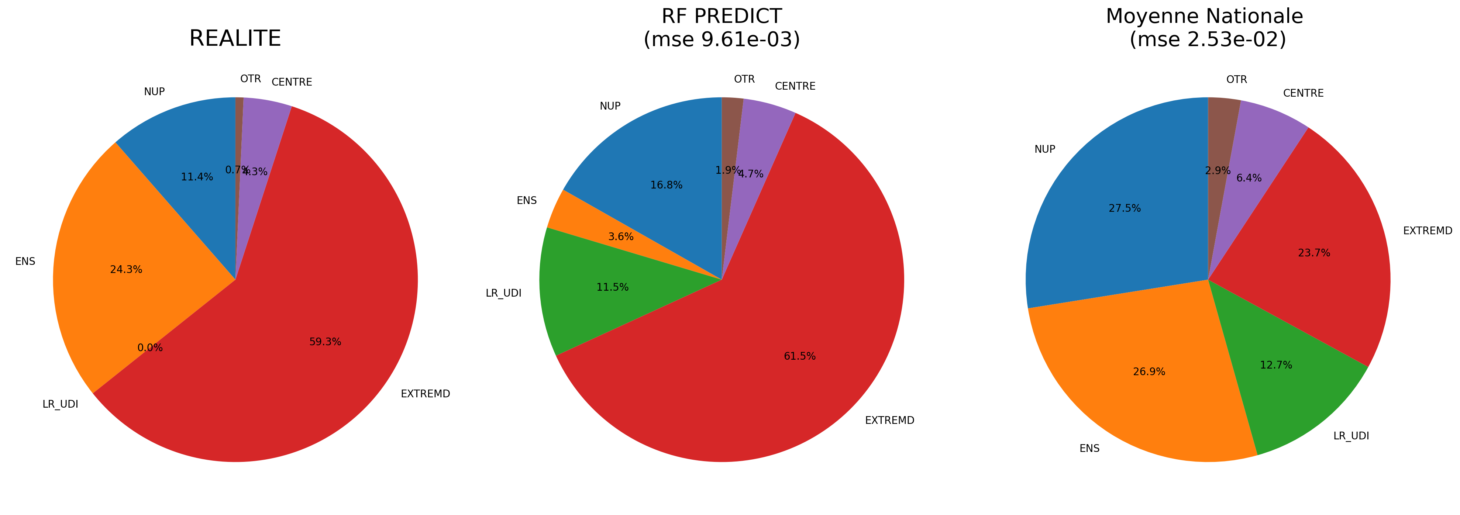 REALITE
OTR
CENTRE
NUP
0.7%
4.3%
11.4%
ENS
24.3%
0.0%
59.3%
LR_UDI
EXTREMD
RF PREDICT
(mse 9.61e-03)
OTR
CENTRE
NUP
1.9%
4.7%
16.8%
ENS
3.6%
LR_UDI
11.5%
61.5%
EXTREMD
Moyenne Nationale
(mse 2.53e-02)
OTR
CENTRE
NUP
2.9%
6.4%
27.5%
EXTREMD
23.7%
26.9%
12.7%
LR_UDI
ENS